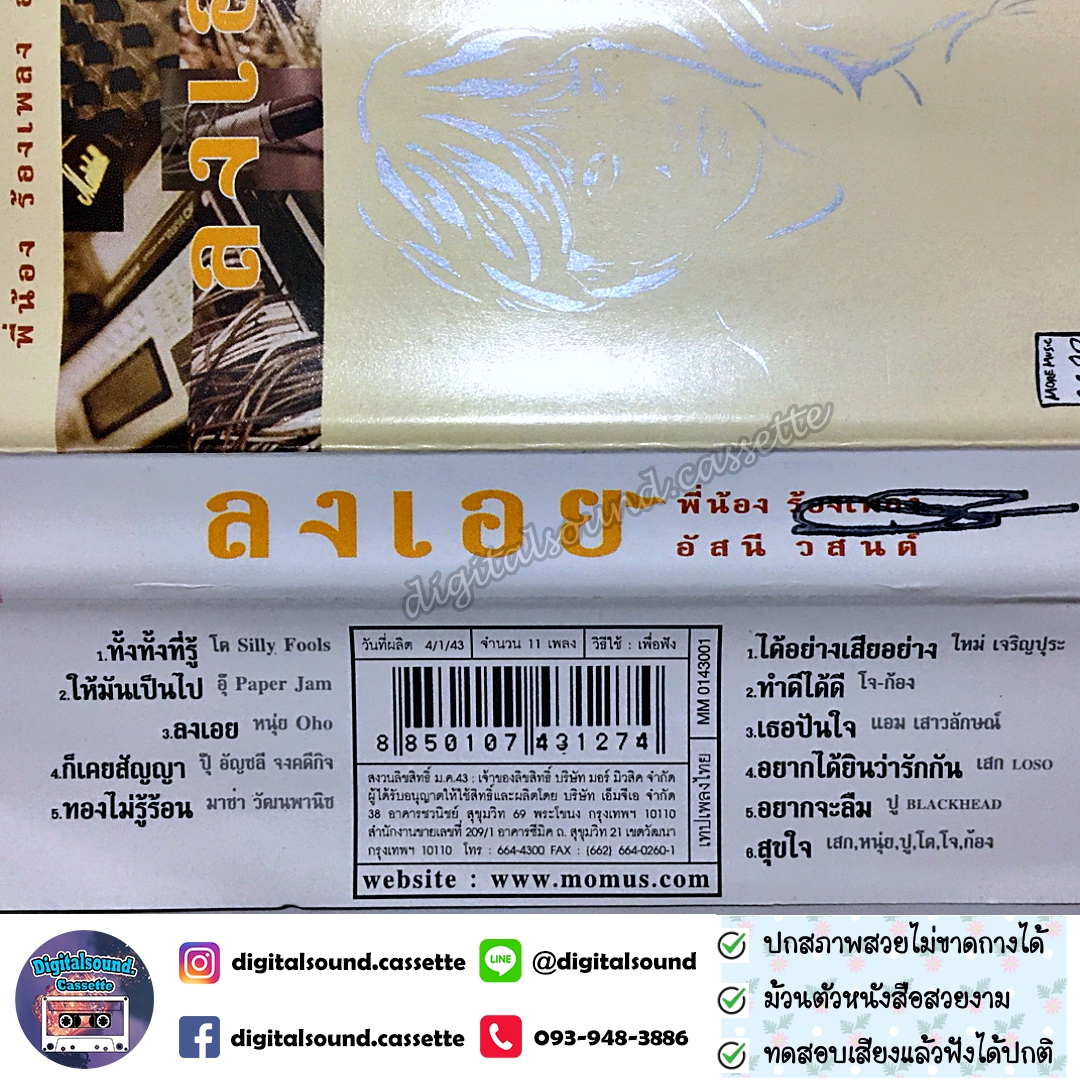 พี่น้อง ร้องเพลง อ
ลงเอ
MORE MUSIC
ลงเอย
พี่น้อง ร้องเพลง
อัสนี วสันต์
digitalsound.cassette
1.ทั้งทั้งที่รู้ โต Silly Fools
2.ให้มันเป็นไป อุ๊ Paper Jam
3.ลงเอย หนุ่ย Oho
4.ก็เคยสัญญา ปุ๊ อัญชลี จงคดีกิจ
5.ทองไม่รู้ร้อน มาช่า วัฒนพานิช
วันที่ผลิต 4/1/43 จำนวน 11 เพลง วิธีใช้ : เพื่อฟัง
8 850107 431274
สงวนลิขสิทธิ์ ม.ค.43 : เจ้าของลิขสิทธิ์ บริษัท มอร์ มิวสิค จำกัด
ผู้ได้รับอนุญาตให้ใช้สิทธิและผลิตโดย บริษัท เอ็มจีเอ จำกัด
38 อาคารชวนิชย์ สุขุมวิท 69 พระโขนง กรุงเทพฯ 10110
สำนักงานขายเลขที่ 209/1 อาคารซีมิค ถ. สุขุมวิท 21 เขตวัฒนา
กรุงเทพฯ 10110 โทร : 664-4300 FAX : (662) 664-0260-1
website : www.momus.com
เทปเพลงไทย MM 0143001
1.ได้อย่างเสียอย่าง ใหม่ เจริญปุระ
2.ทำดีได้ดี โจ-ก้อง
3.เธอปันใจ แอม เสาวลักษณ์
4.อยากได้ยินว่ารักกัน เสก LOSO
5.อยากจะลืม ปู BLACKHEAD
6.สุขใจ เสก,หนุ่ย,ปู,โต,โจ,ก้อง
Digitalsound.
Cassette
digitalsound.cassette
LINE @digitalsound
digitalsound.cassette
093-948-3886
ปกสภาพสวยไม่ขาดกางได้
ม้วนตัวหนังสือสวยงาม
ทดสอบเสียงแล้วฟังได้ปกติ